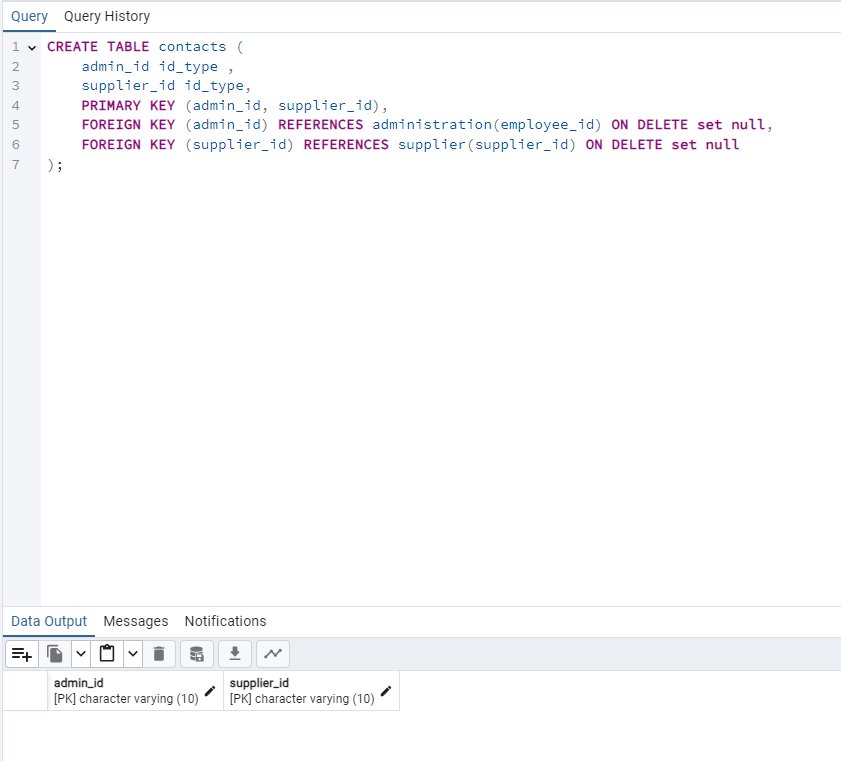 Query Query History
1 CREATE TABLE contacts (
2 admin_id id_type ,
3 supplier_id id_type,
4 PRIMARY KEY (admin_id, supplier_id),
5 FOREIGN KEY (admin_id) REFERENCES administration(employee_id) ON DELETE set null,
6 FOREIGN KEY (supplier_id) REFERENCES supplier(supplier_id) ON DELETE set null
7 );
Data Output Messages Notifications
admin_id supplier_id
[PK] character varying (10) [PK] character varying (10)